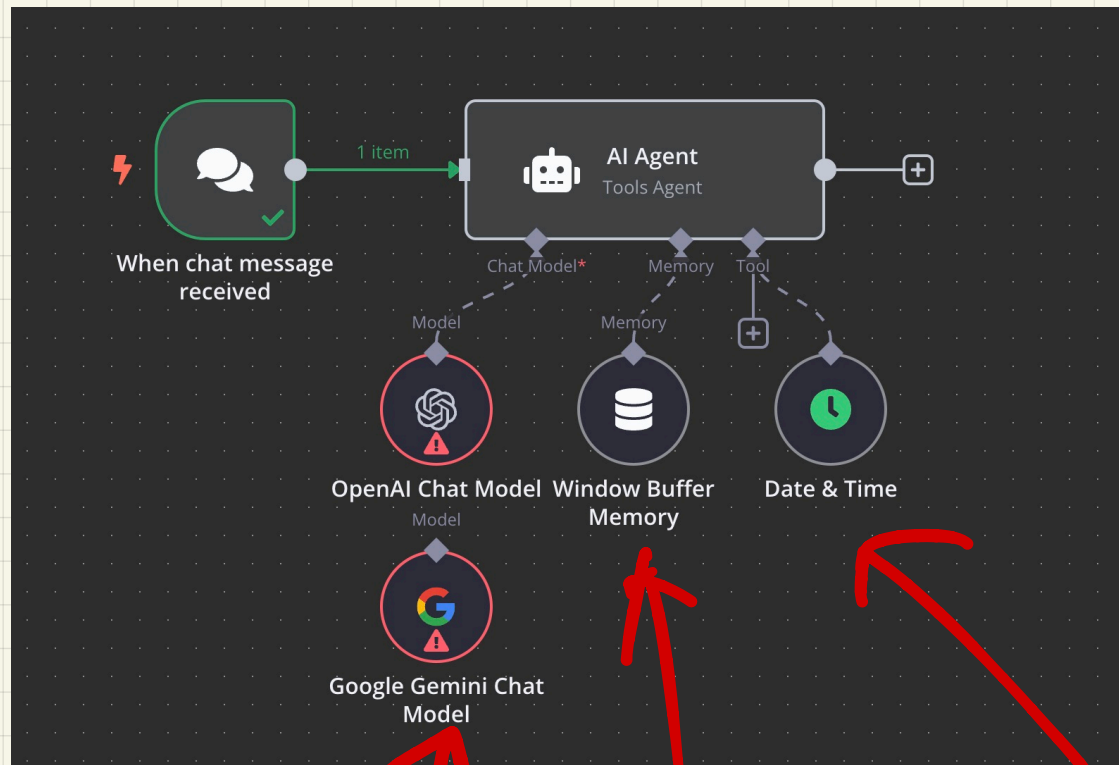 1 item
AI Agent
Tools Agent
When chat message
received
Chat Model*
Memory
Tool
Model
Memory
OpenAI Chat Model
Window Buffer
Memory
Date & Time
Model
Google Gemini Chat
Model